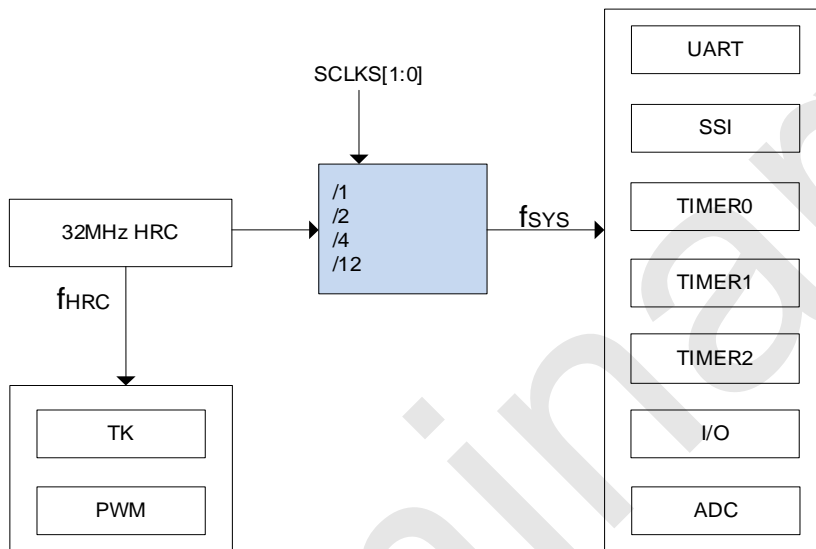 SCLKS[1:0]
32MHz HRC
/1
/2
/4
/12
fSYS
fHRC
TK
PWM
UART
SSI
TIMER0
TIMER1
TIMER2
I/O
ADC